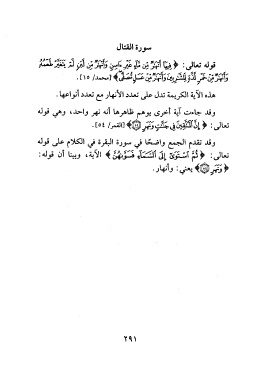 سورة القتال
قوله تعالى: ﴿ فِيهَا أَنْهَٰرٌ مِّن مَّآءٍ غَيْرِ ءَاسِنٍ وَأَنْهَٰرٌ مِّن لَّبَنٍ لَّمْ يَتَغَيَّرْ طَعْمُهُ
وَأَنْهَٰرٌ مِّنْ خَمْرٍ لَّذَّةٍ لِّلشَّٰرِبِينَ وَأَنْهَٰرٌ مِّنْ عَسَلٍ مُّصَفًّى ﴾ [محمد/ ١٥].
هذه الآية الكريمة تدل على تعدد الأنهار مع تعدد أنواعها.
وقد جاءت آية أخرى يوهم ظاهرها أنه نهر واحد، وهي قوله
تعالى: ﴿ إِنَّ ٱلْمُتَّقِينَ فِي جَنَّٰتٍ وَنَهَرٍ ﴿٥٤﴾ ﴾ [القمر/ ٥٤].
وقد تقدم الجمع واضحًا في سورة البقرة في الكلام على قوله
تعالى: ﴿ ثُمَّ ٱسْتَوَىٰٓ إِلَى ٱلسَّمَآءِ فَسَوَّىٰهُنَّ ﴾ الآية، وبينا أن قوله:
﴿ وَنَهَرٍ ﴿٥٤﴾ ﴾ يعني: وأنهار.
٢٩١